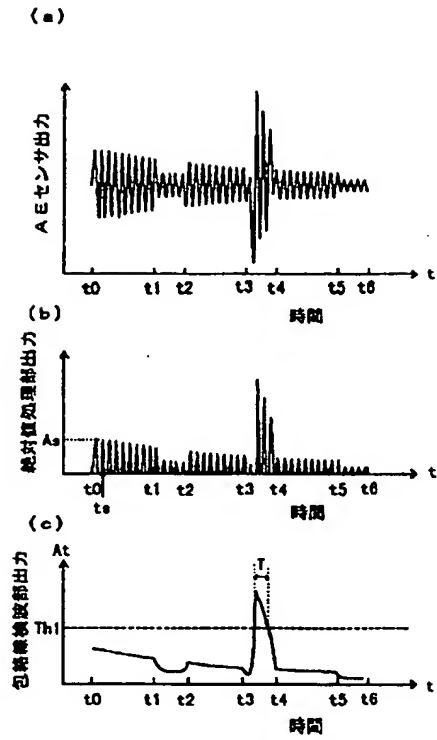 (a)
AEセンサ出力
t0 t1 t2 t3 t4 t5 t6 t
時間
(b)
絶対値処理部出力
As
t0 t1 t2 t3 t4 t5 t6 t
ts
時間
(c)
包絡線検波部出力
At
T
Th1
t0 t1 t2 t3 t4 t5 t6 t
時間